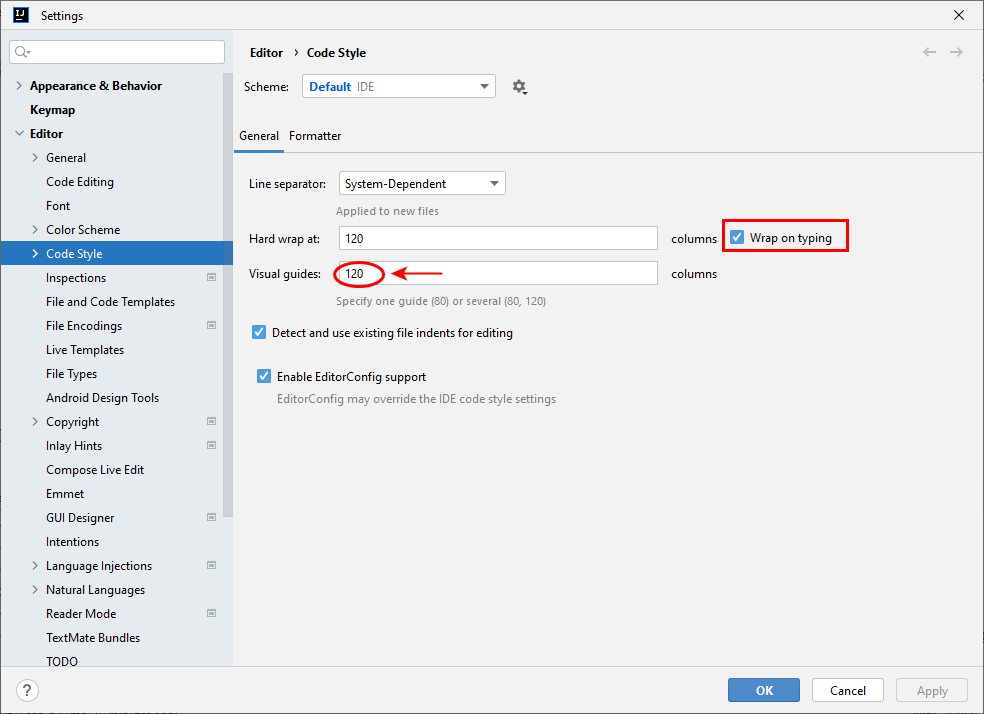 IJ
Settings
Editor › Code Style
Scheme: Default IDE
General Formatter
Line separator: System-Dependent
Applied to new files
Hard wrap at: 120 columns Wrap on typing
Visual guides: 120 columns
Specify one guide (80) or several (80, 120)
Detect and use existing file indents for editing
Enable EditorConfig support
EditorConfig may override the IDE code style settings
Appearance & Behavior
Keymap
Editor
General
Code Editing
Font
Color Scheme
Code Style
Inspections
File and Code Templates
File Encodings
Live Templates
File Types
Android Design Tools
Copyright
Inlay Hints
Compose Live Edit
Emmet
GUI Designer
Intentions
Language Injections
Natural Languages
Reader Mode
TextMate Bundles
TODO
? OK Cancel Apply